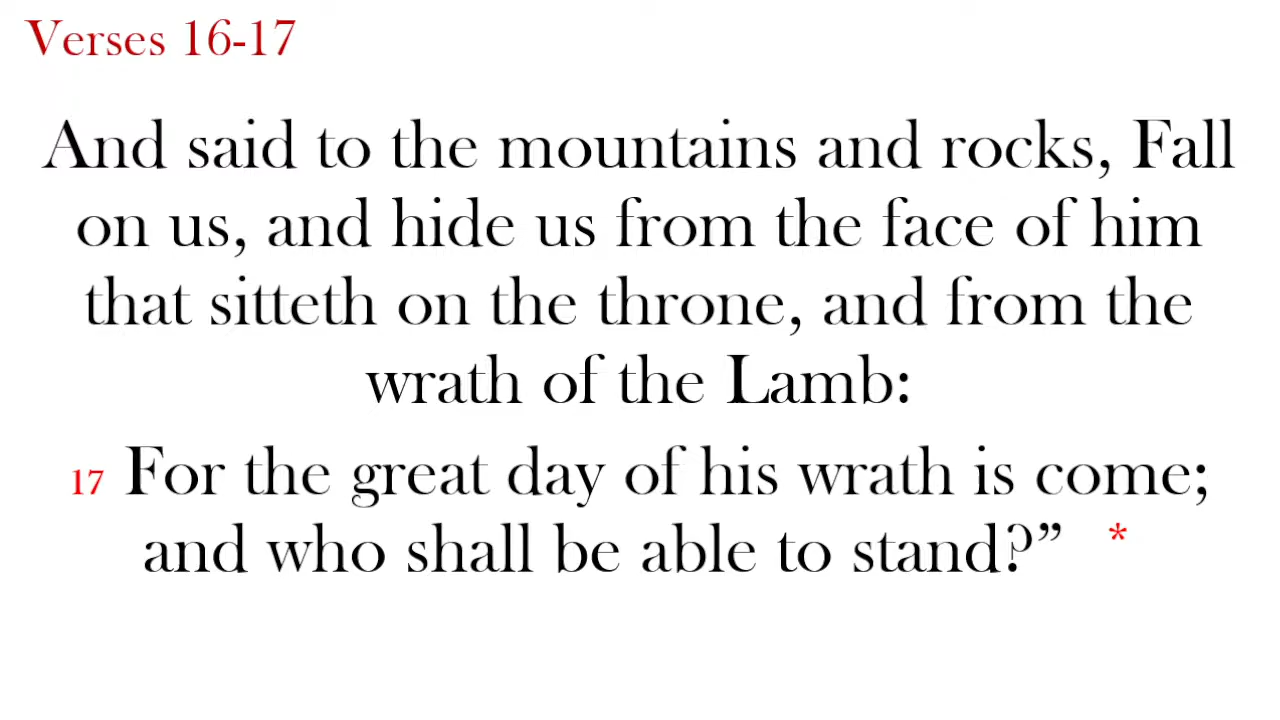 Verses 16-17
And said to the mountains and rocks, Fall
on us, and hide us from the face of him
that sitteth on the throne, and from the
wrath of the Lamb:
17 For the great day of his wrath is come;
and who shall be able to stand?” *